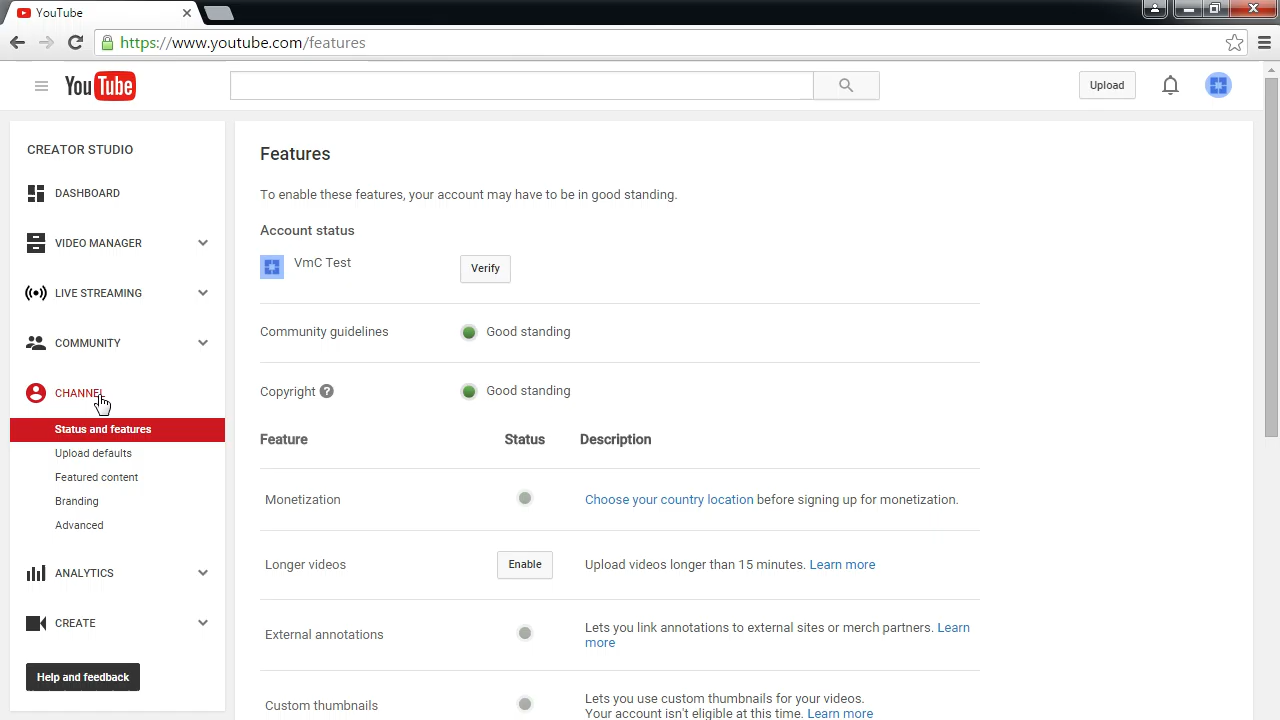 YouTube
https://www.youtube.com/features
YouTube
Upload
CREATOR STUDIO
DASHBOARD
VIDEO MANAGER
LIVE STREAMING
COMMUNITY
CHANNEL
Status and features
Upload defaults
Featured content
Branding
Advanced
ANALYTICS
CREATE
Help and feedback
Features
To enable these features, your account may have to be in good standing.
Account status
VmC Test
Verify
Community guidelines
Good standing
Copyright ?
Good standing
Feature Status Description
Monetization
Choose your country location before signing up for monetization.
Longer videos
Enable
Upload videos longer than 15 minutes. Learn more
External annotations
Lets you link annotations to external sites or merch partners. Learn
more
Custom thumbnails
Lets you use custom thumbnails for your videos.
Your account isn't eligible at this time. Learn more